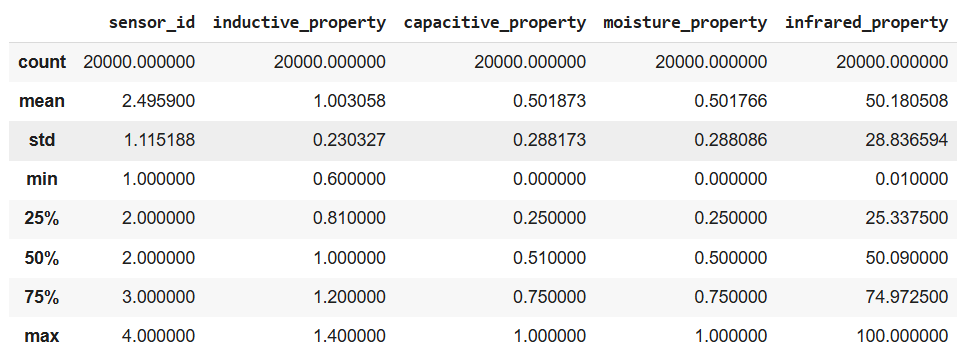 sensor_id inductive_property capacitive_property moisture_property infrared_property
count 20000.000000 20000.000000 20000.000000 20000.000000 20000.000000
mean 2.495900 1.003058 0.501873 0.501766 50.180508
std 1.115188 0.230327 0.288173 0.288086 28.836594
min 1.000000 0.600000 0.000000 0.000000 0.010000
25% 2.000000 0.810000 0.250000 0.250000 25.337500
50% 2.000000 1.000000 0.510000 0.500000 50.090000
75% 3.000000 1.200000 0.750000 0.750000 74.972500
max 4.000000 1.400000 1.000000 1.000000 100.000000